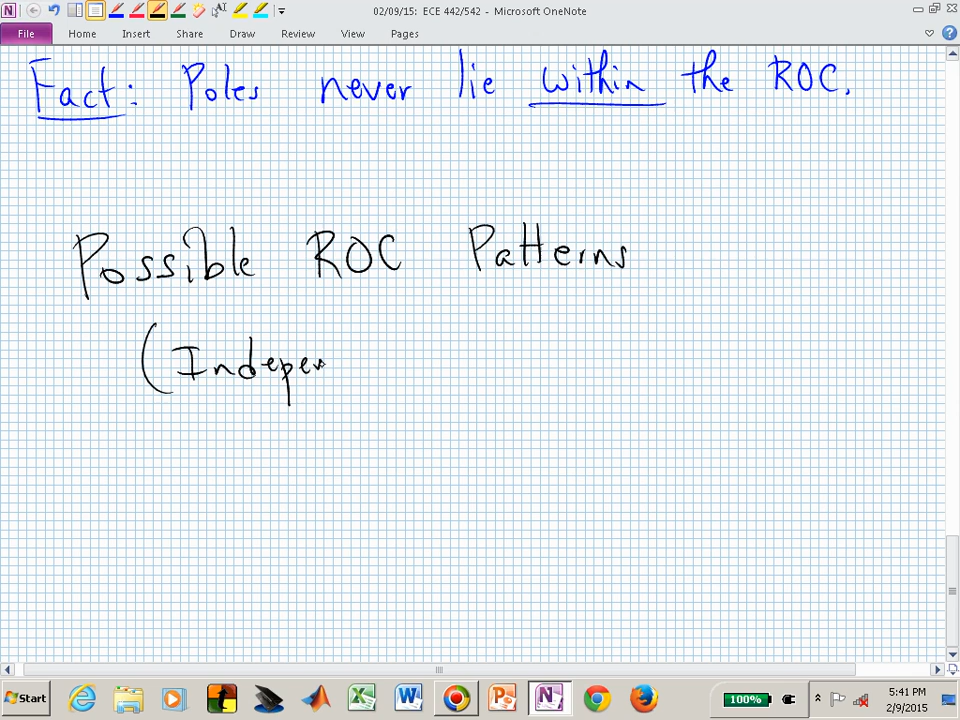 02/09/15: ECE 442/542 - Microsoft OneNote
File Home Insert Share Draw Review View Pages
Fact: Poles never lie within the ROC.
Possible ROC Patterns
(Indepen
Start
100%
5:41 PM
2/9/2015